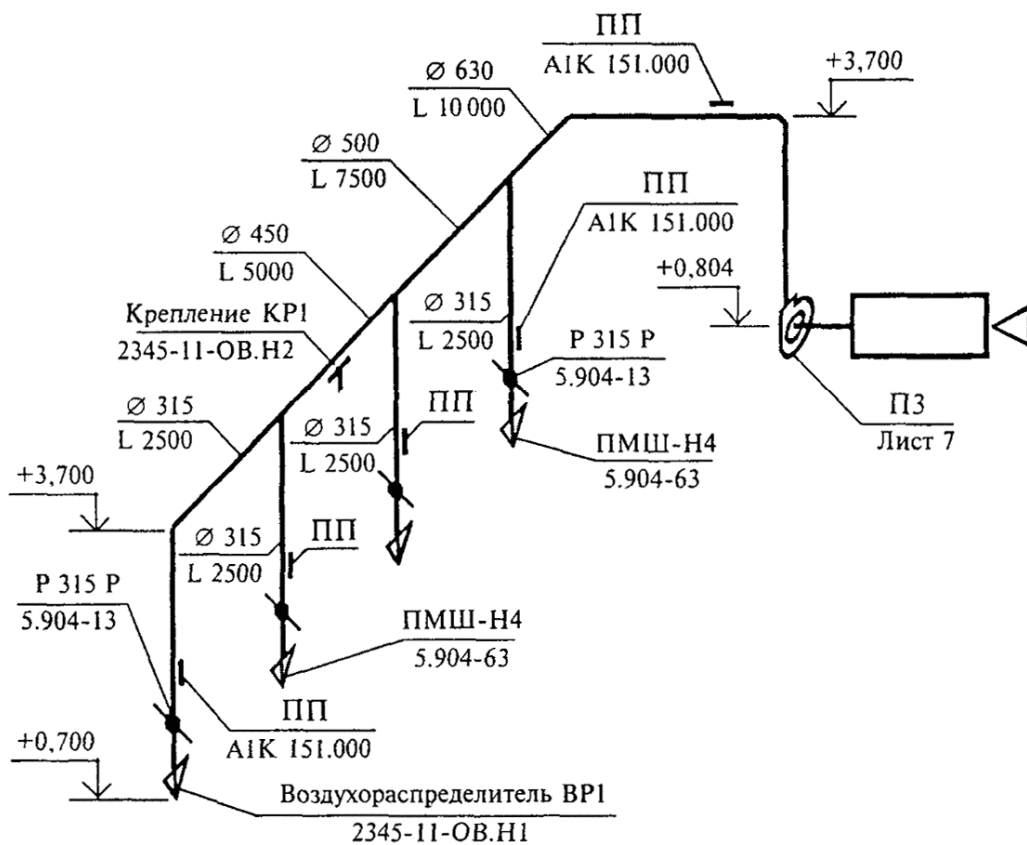 ПП
А1К 151.000
+3,700
Ø 630
L 10 000
Ø 500
L 7500
ПП
А1К 151.000
Ø 450
L 5000
+0,804
Ø 315
L 2500
Крепление КР1
2345-11-ОВ.Н2
Р 315 Р
5.904-13
П3
Лист 7
Ø 315
L 2500
Ø 315
L 2500
ПП
ПМШ-Н4
5.904-63
+3,700
Ø 315
L 2500
ПП
Р 315 Р
5.904-13
ПМШ-Н4
5.904-63
ПП
А1К 151.000
+0,700
Воздухораспределитель ВР1
2345-11-ОВ.Н1